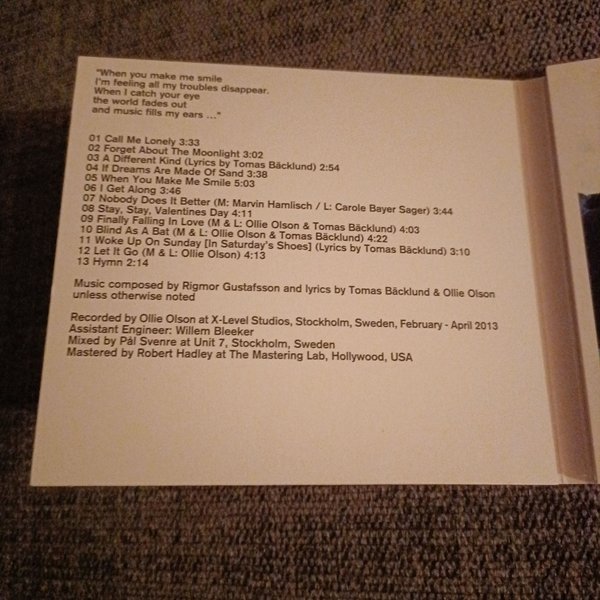 "When you make me smile
I'm feeling all my troubles disappear.
When I catch your eye
the world fades out
and music fills my ears ..."
01 Call Me Lonely 3:33
02 Forget About The Moonlight 3:02
03 A Different Kind (Lyrics by Tomas Bäcklund) 2:54
04 If Dreams Are Made Of Sand 3:38
05 When You Make Me Smile 5:03
06 I Get Along 3:46
07 Nobody Does It Better (M: Marvin Hamlisch / L: Carole Bayer Sager) 3:44
08 Stay, Stay, Valentines Day 4:11
09 Finally Falling In Love (M & L: Ollie Olson & Tomas Bäcklund) 4:03
10 Blind As A Bat (M & L: Ollie Olson & Tomas Bäcklund) 4:22
11 Woke Up On Sunday [In Saturday's Shoes] (Lyrics by Tomas Bäcklund) 3:10
12 Let It Go (M & L: Ollie Olson) 4:13
13 Hymn 2:14
Music composed by Rigmor Gustafsson and lyrics by Tomas Bäcklund & Ollie Olson
unless otherwise noted
Recorded by Ollie Olson at X-Level Studios, Stockholm, Sweden, February - April 2013
Assistant Engineer: Willem Bleeker
Mixed by Pål Svenre at Unit 7, Stockholm, Sweden
Mastered by Robert Hadley at The Mastering Lab, Hollywood, USA